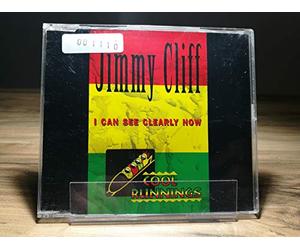 001110
Jimmy Cliff
I CAN SEE CLEARLY NOW
COOL
RUNNINGS